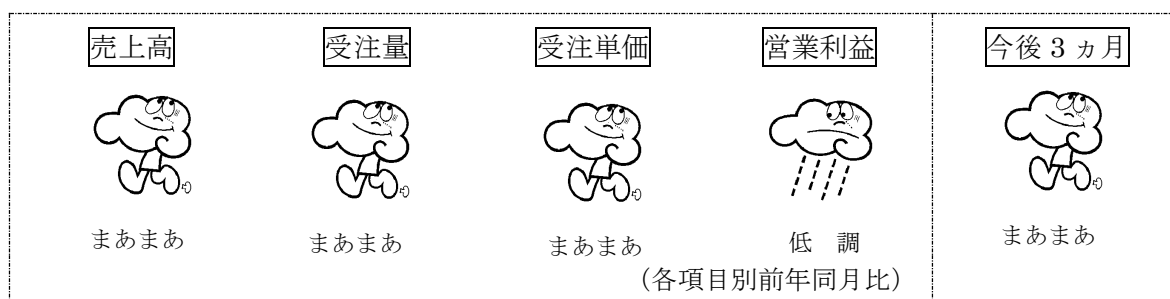 売上高 受注量 受注単価 営業利益 今後３ヵ月
まあまあ まあまあ まあまあ 低　調 まあまあ
（各項目別前年同月比）